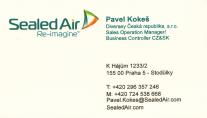 Sealed Air
Re-imagine™
Pavel Kokeš
Diversey Česká republika, s.r.o.
Sales Operation Manager/
Business Controller CZ&SK
K Hájům 1233/2
155 00 Praha 5 - Stodůlky
T: +420 296 357 246
M: +420 724 538 666
Pavel.Kokes@SealedAir.com
SealedAir.com